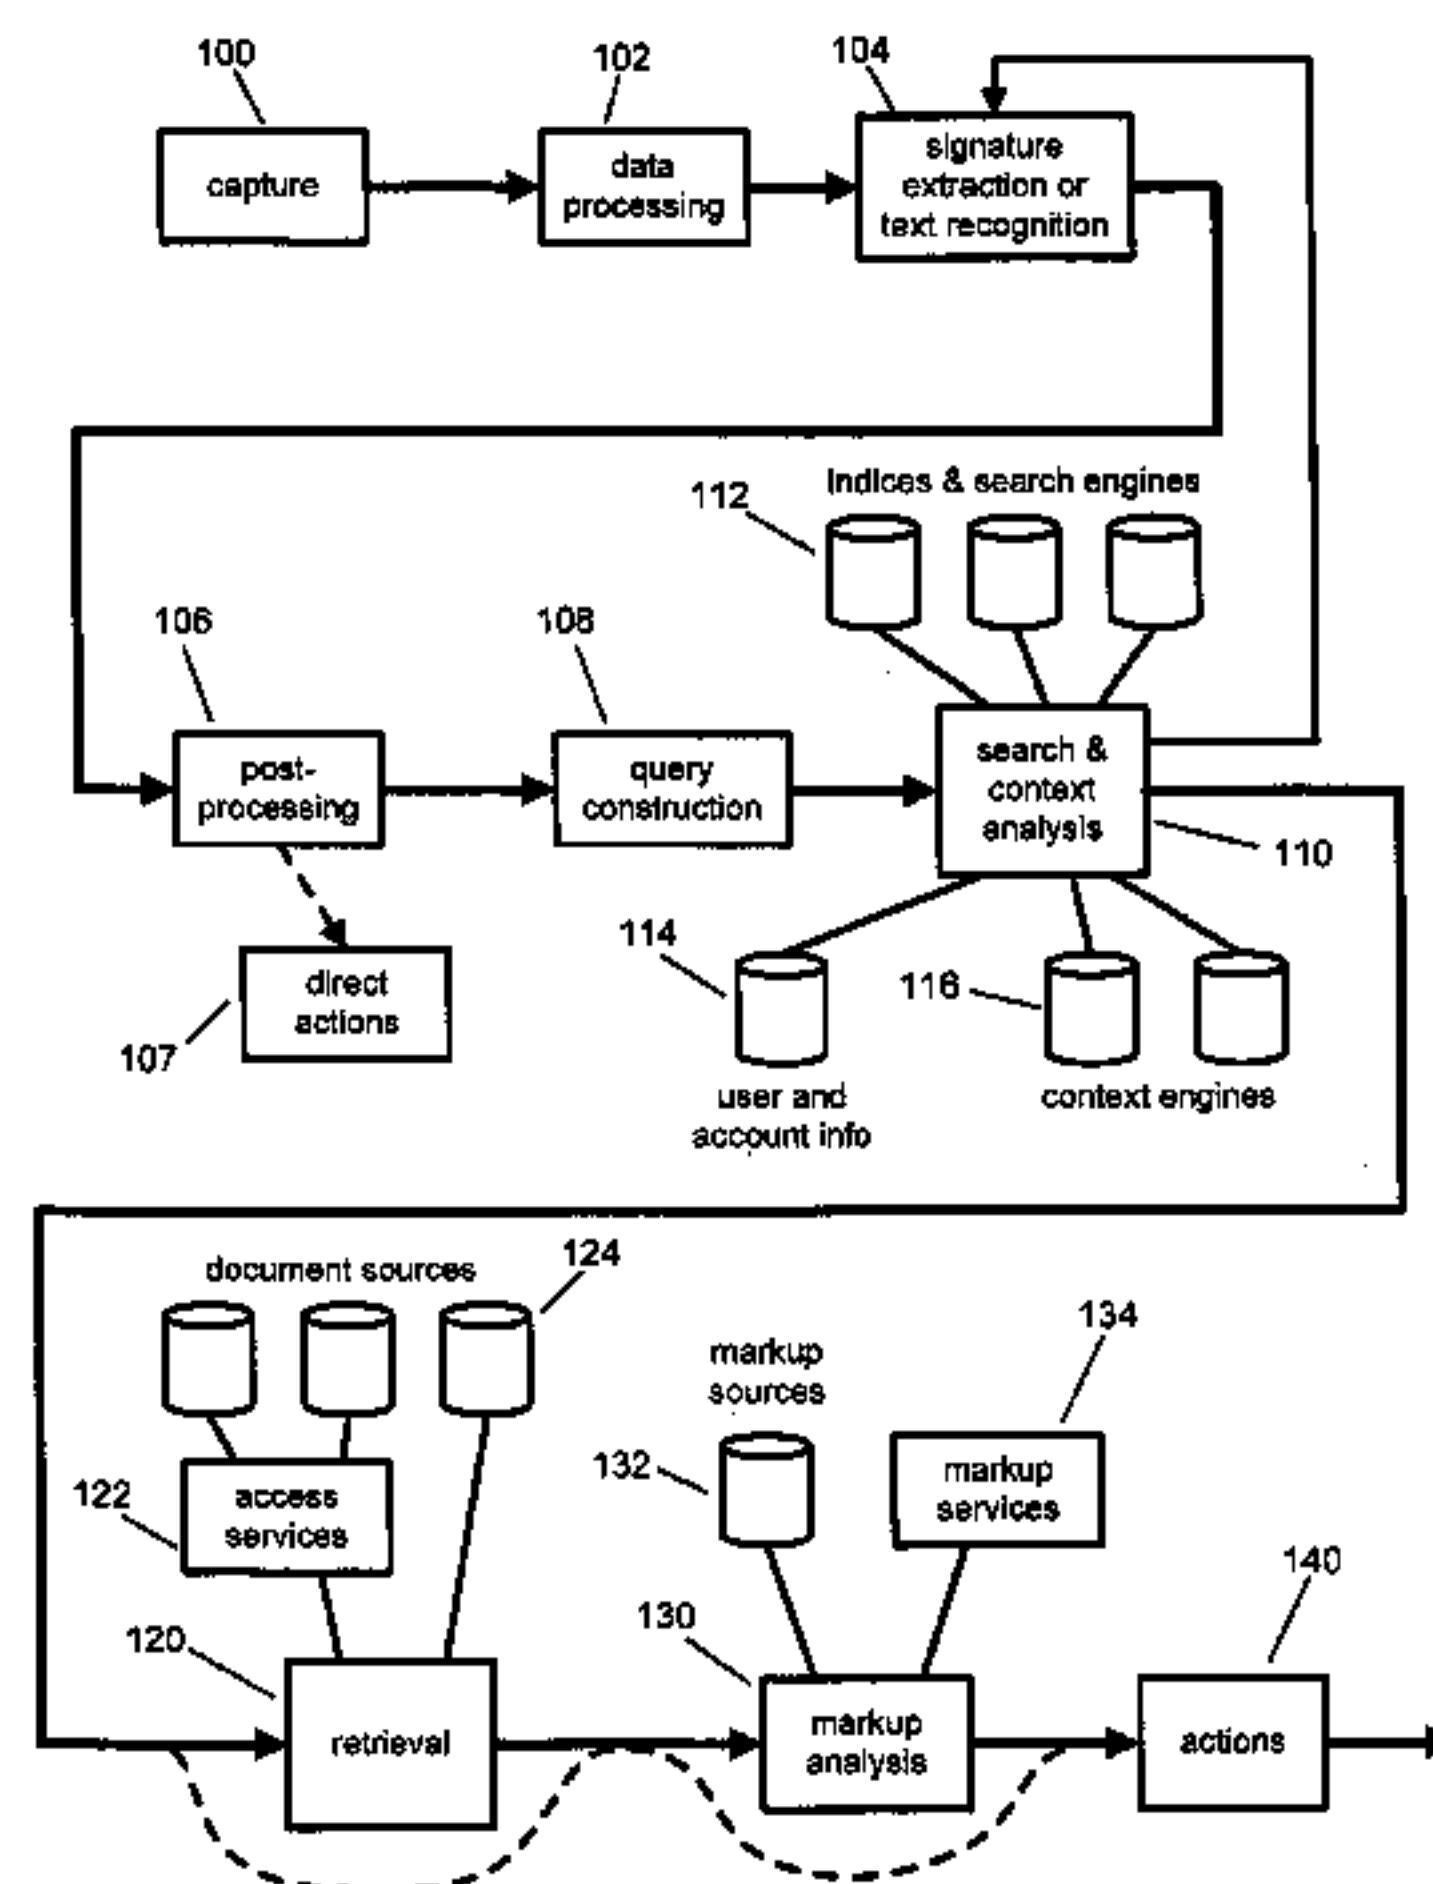 100
102
104
capture
data
processing
signature
extraction or
text recognition
indices & search engines
112
106
108
post-
processing
query
construction
search &
context
analysis
110
114
116
direct
actions
107
user and
account info
context engines
document sources
124
134
markup
sources
132
markup
services
122
access
services
140
130
120
retrieval
markup
analysis
actions